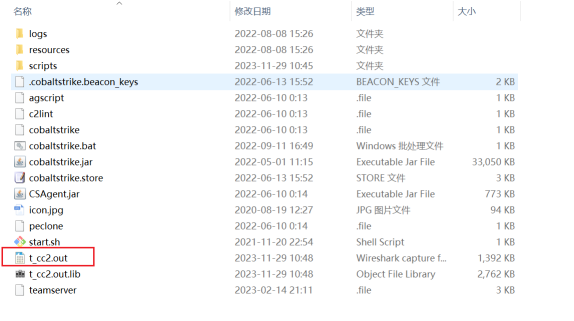 名称 修改日期 类型 大小
logs 2022-08-08 15:26 文件夹
resources 2022-08-08 15:26 文件夹
scripts 2023-11-29 10:45 文件夹
.cobaltstrike.beacon_keys 2022-06-13 15:52 BEACON_KEYS 文件 2 KB
agscript 2022-06-10 0:13 .file 1 KB
c2lint 2022-06-10 0:13 .file 1 KB
cobaltstrike 2022-06-10 0:13 .file 1 KB
cobaltstrike.bat 2022-09-11 16:49 Windows 批处理文件 1 KB
cobaltstrike.jar 2022-05-01 11:15 Executable Jar File 33,050 KB
cobaltstrike.store 2022-06-13 15:52 STORE 文件 3 KB
CSAgent.jar 2022-06-10 0:14 Executable Jar File 773 KB
icon.jpg 2020-08-19 12:27 JPG 图片文件 94 KB
peclone 2022-06-10 0:14 .file 1 KB
start.sh 2021-11-20 22:54 Shell Script 1 KB
t_cc2.out 2023-11-29 10:48 Wireshark capture f... 1,392 KB
t_cc2.out.lib 2023-11-29 10:48 Object File Library 2,762 KB
teamserver 2023-02-14 21:11 .file 3 KB